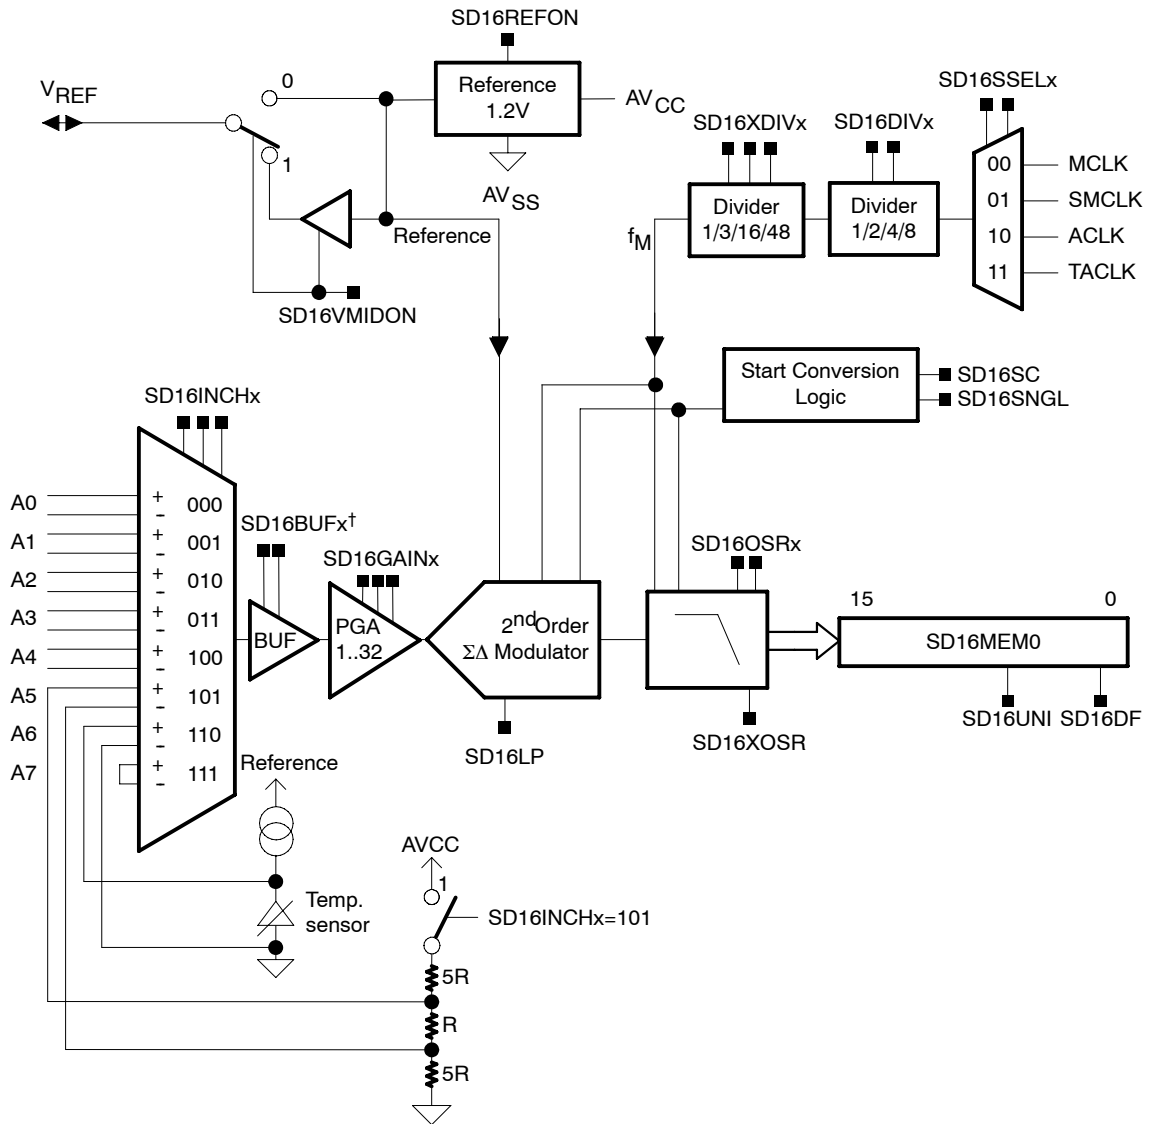 SD16REFON
VREF
0
Reference
1.2V
AVCC
AVSS
1
Reference
SD16VMIDON
SD16SSELx
SD16XDIVx
SD16DIVx
Divider
1/3/16/48
Divider
1/2/4/8
00
01
10
11
MCLK
SMCLK
ACLK
TACLK
fM
Start Conversion
Logic
SD16SC
SD16SNGL
SD16INCHx
A0
+
-
000
A1
+
-
001
A2
+
-
010
A3
+
-
011
A4
+
-
100
A5
+
-
101
A6
+
-
110
A7
+
-
111
SD16BUFx†
BUF
SD16GAINx
PGA
1..32
2nd Order
ΣΔ Modulator
SD16LP
SD16OSRx
SD16XOSR
15
0
SD16MEM0
SD16UNI
SD16DF
Reference
Temp.
sensor
AVCC
1
SD16INCHx=101
5R
R
5R